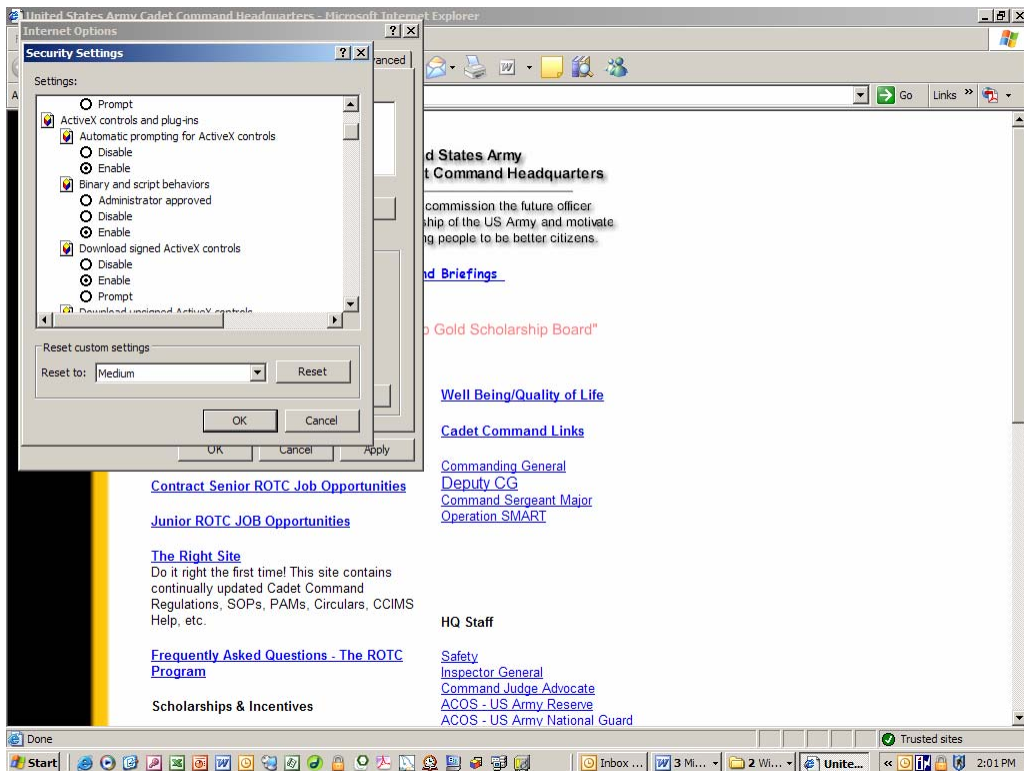 United States Army Cadet Command Headquarters - Microsoft Internet Explorer
Internet Options
Security Settings
anced
Settings:
Prompt
ActiveX controls and plug-ins
Automatic prompting for ActiveX controls
Disable
Enable
Binary and script behaviors
Administrator approved
Disable
Enable
Download signed ActiveX controls
Disable
Enable
Prompt
Download unsigned ActiveX controls
Reset custom settings
Reset to: Medium Reset
OK Cancel
OK Cancel Apply
Go Links »
d States Army
t Command Headquarters
commission the future officer
ship of the US Army and motivate
ng people to be better citizens.
nd Briefings
o Gold Scholarship Board"
Well Being/Quality of Life
Cadet Command Links
Commanding General
Deputy CG
Command Sergeant Major
Operation SMART
Contract Senior ROTC Job Opportunities
Junior ROTC JOB Opportunities
The Right Site
Do it right the first time! This site contains
continually updated Cadet Command
Regulations, SOPs, PAMs, Circulars, CCIMS
Help, etc.
Frequently Asked Questions - The ROTC
Program
Scholarships & Incentives
HQ Staff
Safety
Inspector General
Command Judge Advocate
ACOS - US Army Reserve
ACOS - US Army National Guard
Done Trusted sites
Start Inbox ... 3 Mi... 2 Wi... Unite... « 2:01 PM